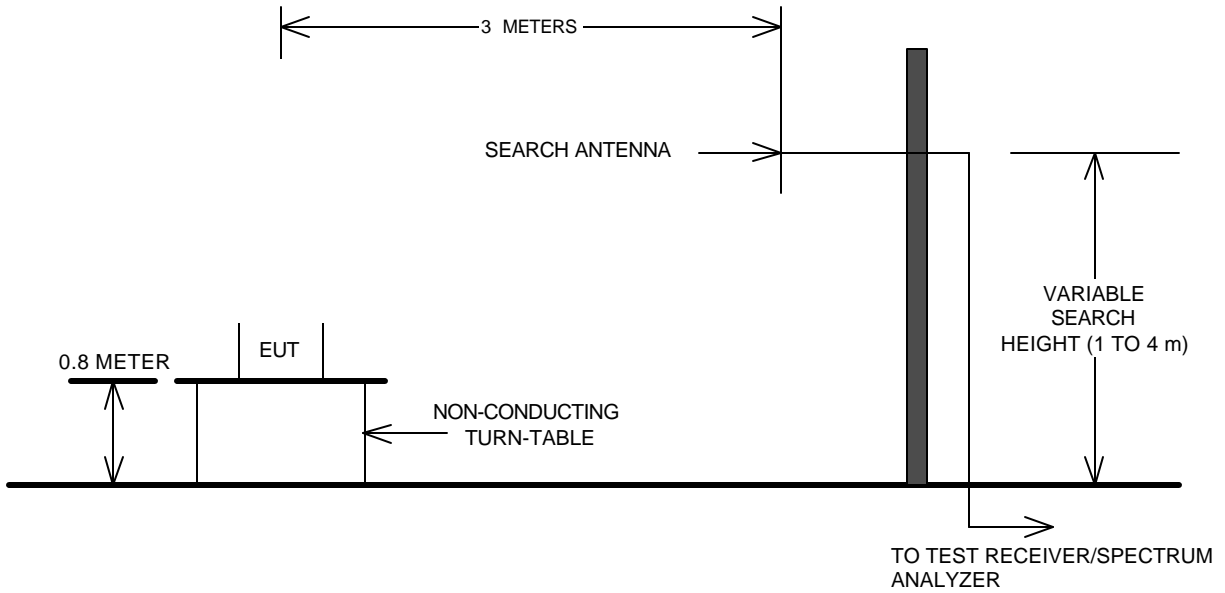 3 METERS
SEARCH ANTENNA
VARIABLE
SEARCH
HEIGHT (1 TO 4 m)
0.8 METER
EUT
NON-CONDUCTING
TURN-TABLE
TO TEST RECEIVER/SPECTRUM
ANALYZER